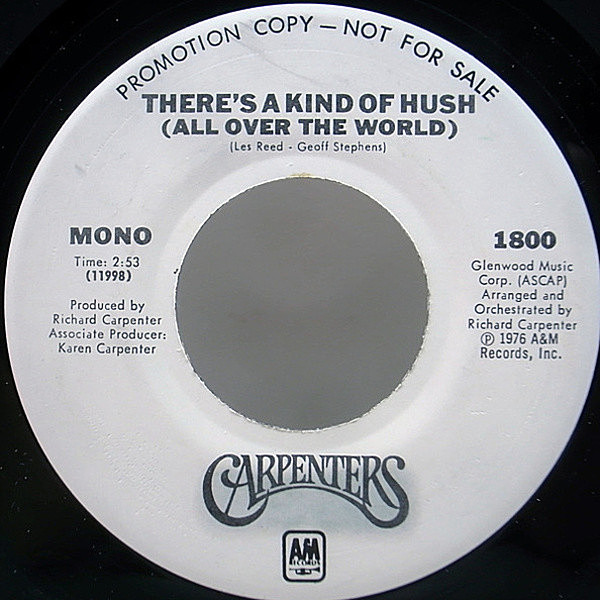 PROMOTION COPY — NOT FOR SALE
THERE'S A KIND OF HUSH
(ALL OVER THE WORLD)
(Les Reed - Geoff Stephens)
MONO
Time: 2:53
(11998)
Produced by
Richard Carpenter
Associate Producer:
Karen Carpenter
1800
Glenwood Music
Corp. (ASCAP)
Arranged and
Orchestrated by
Richard Carpenter
℗ 1976 A&M
Records, Inc.
CARPENTERS
A&M
RECORDS